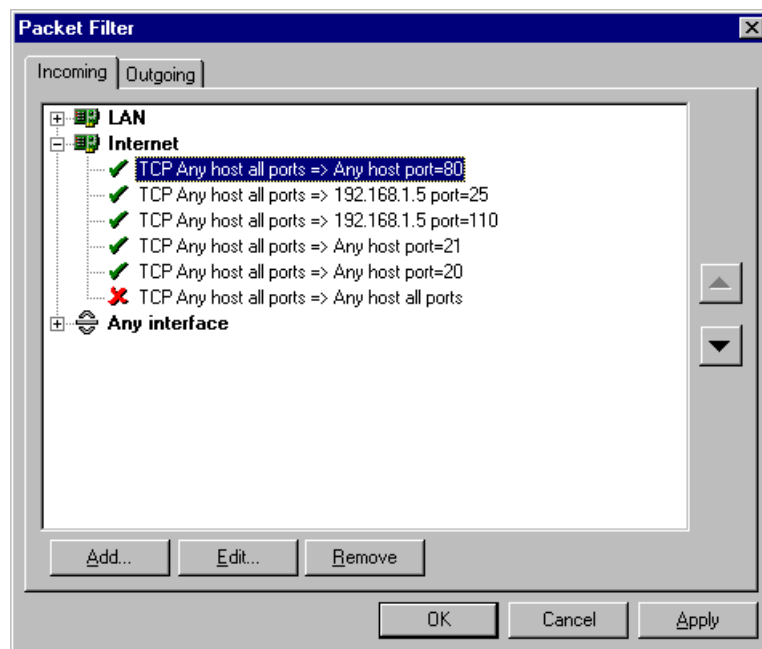 Packet Filter
Incoming Outgoing
LAN
Internet
TCP Any host all ports => Any host port=80
TCP Any host all ports => 192.168.1.5 port=25
TCP Any host all ports => 192.168.1.5 port=110
TCP Any host all ports => Any host port=21
TCP Any host all ports => Any host port=20
TCP Any host all ports => Any host all ports
Any interface
Add... Edit... Remove
OK Cancel Apply